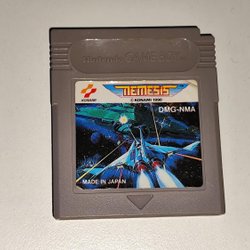 Nintendo GAME BOY
KONAMI
NEMESIS
© KONAMI 1990
DMG-NMA
MADE IN JAPAN